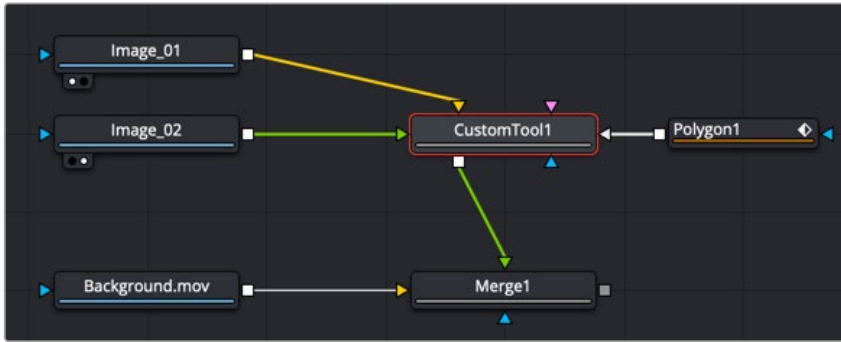 Image_01
Image_02
CustomTool1
Polygon1
Background.mov
Merge1